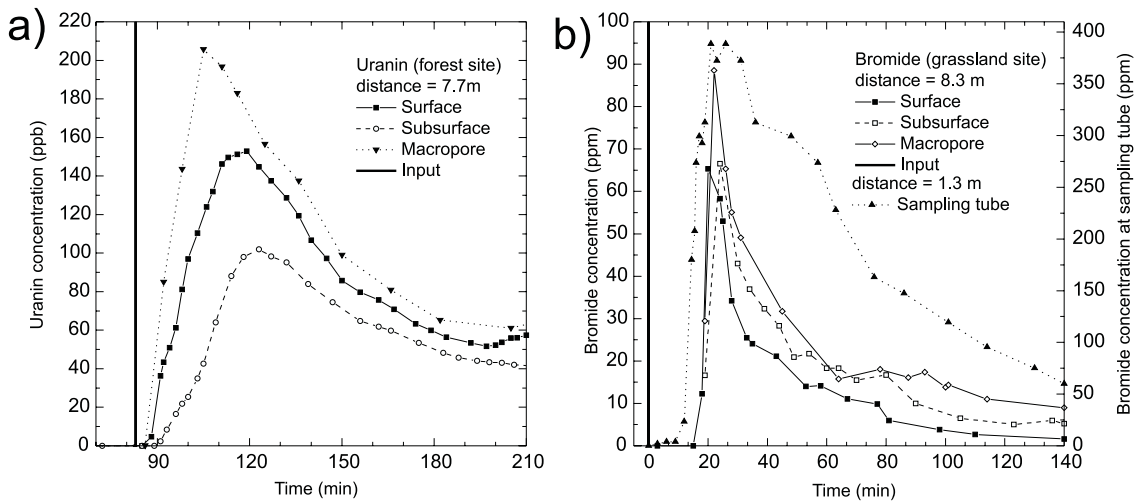 a)
Uranin concentration (ppb)
220
200
180
160
140
120
100
80
60
40
20
0
90
110
130
150
170
190
210
Time (min)
Uranin (forest site)
distance = 7.7m
Surface
Subsurface
Macropore
Input
b)
Bromide concentration (ppm)
100
90
80
70
60
50
40
30
20
10
0
0
20
40
60
80
100
120
140
Time (min)
Bromide (grassland site)
distance = 8.3 m
Surface
Subsurface
Macropore
Input
distance = 1.3 m
Sampling tube
400
350
300
250
200
150
100
50
0
Bromide concentration at sampling tube (ppm)